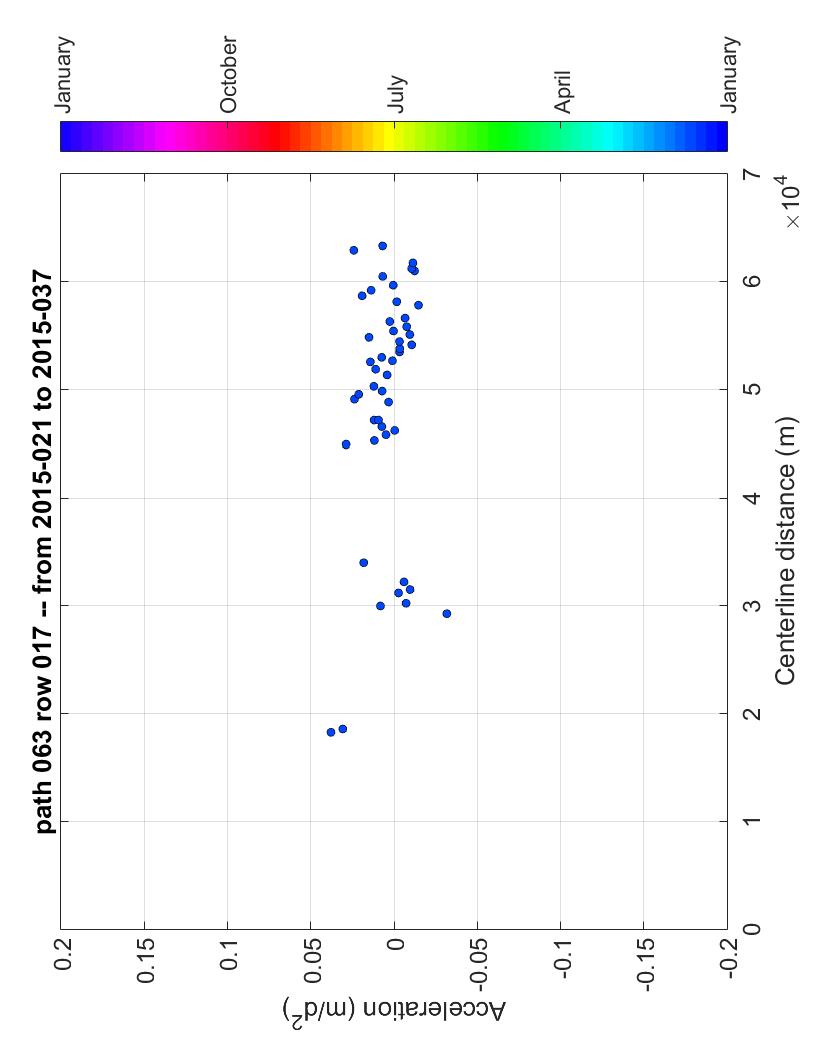 path 063 row 017 -- from 2015-021 to 2015-037
0.2
0.15
0.1
0.05
0
-0.05
-0.1
-0.15
-0.2
Acceleration (m/d²)
0 1 2 3 4 5 6 7
×10⁴
Centerline distance (m)
January
October
July
April
January